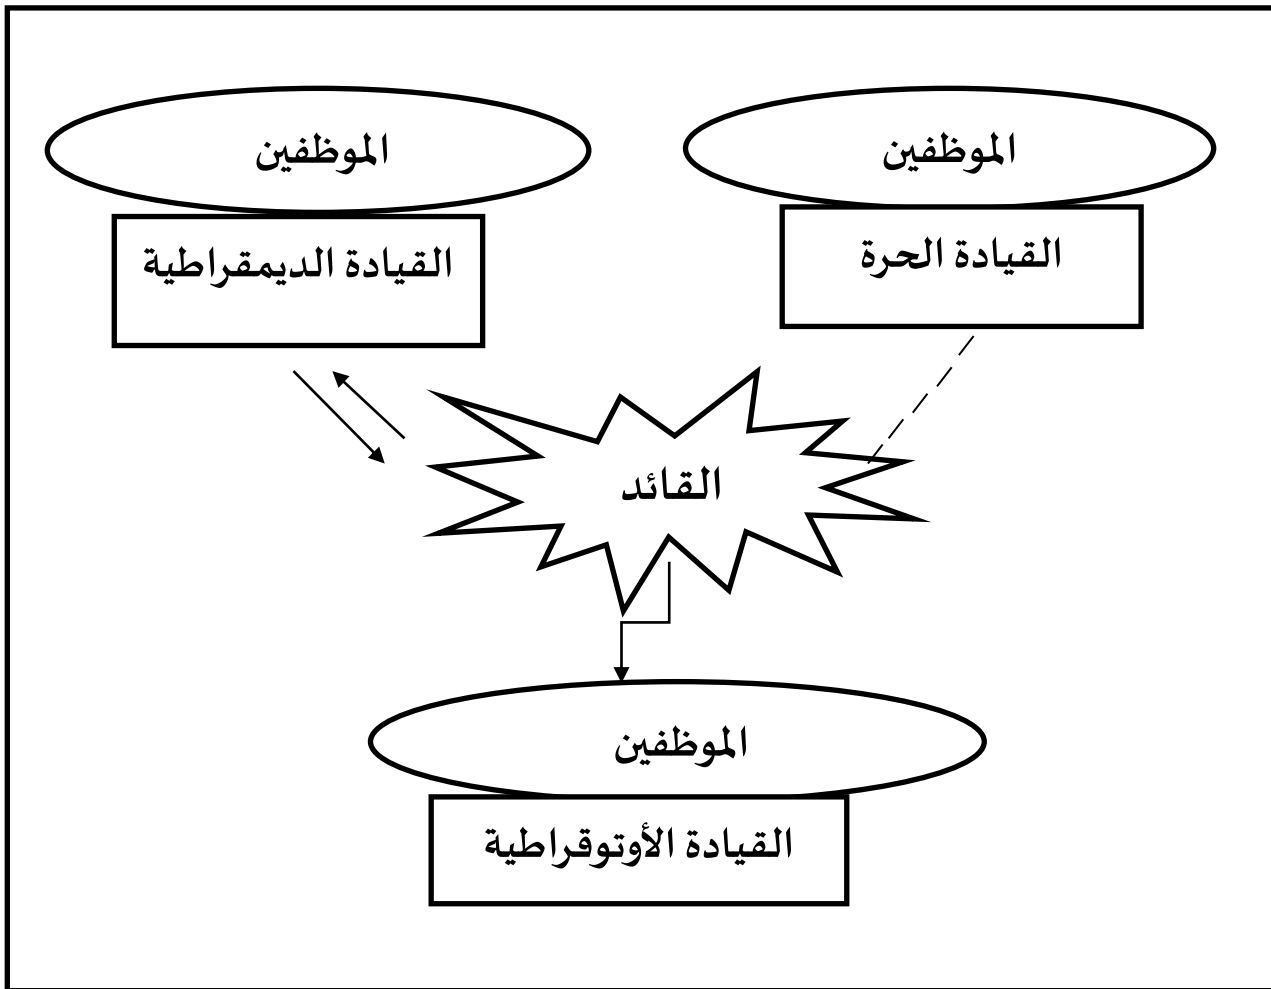 الموظفين
القيادة الحرة
الموظفين
القيادة الديمقراطية
القائد
الموظفين
القيادة الأوتوقراطية